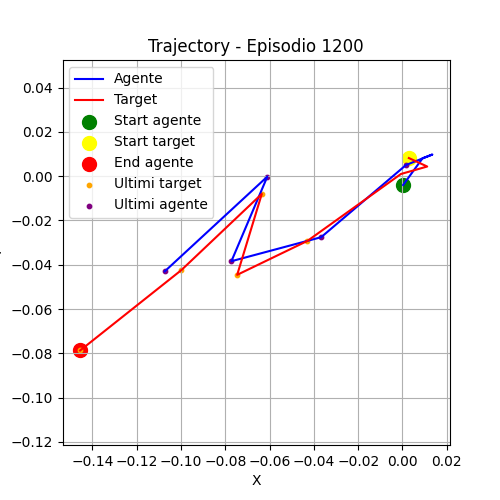 Trajectory - Episodio 1200
Agente
Target
Start agente
Start target
End agente
Ultimi target
Ultimi agente
0.04
0.02
0.00
−0.02
−0.04
−0.06
−0.08
−0.10
−0.12
−0.14 −0.12 −0.10 −0.08 −0.06 −0.04 −0.02 0.00 0.02
X